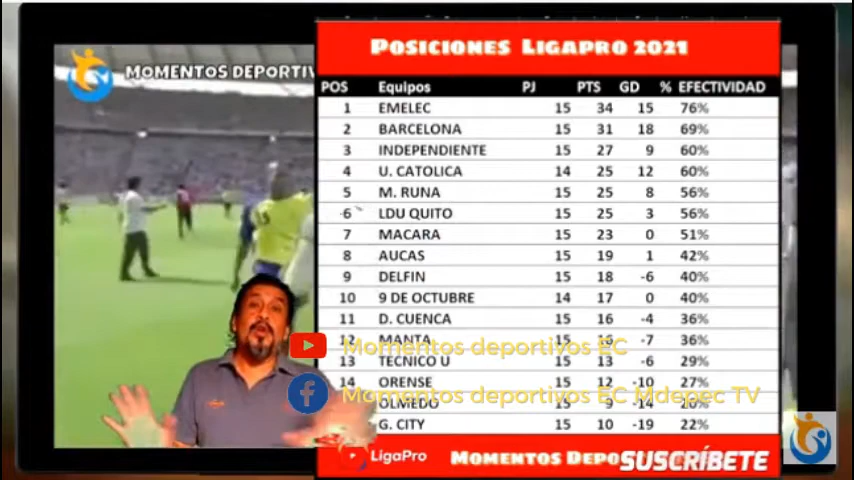 POSICIONES LIGAPRO 2021
MOMENTOS DEPORTIV
POS Equipos PJ PTS GD % EFECTIVIDAD
1 EMELEC 15 34 15 76%
2 BARCELONA 15 31 18 69%
3 INDEPENDIENTE 15 27 9 60%
4 U. CATOLICA 14 25 12 60%
5 M. RUNA 15 25 8 56%
6 LDU QUITO 15 25 3 56%
7 MACARA 15 23 0 51%
8 AUCAS 15 19 1 42%
9 DELFIN 15 18 -6 40%
10 9 DE OCTUBRE 14 17 0 40%
11 D. CUENCA 15 16 -4 36%
12 MANTA 15 16 -7 36%
Momentos deportivos EC
13 TECNICO U 15 13 -6 29%
14 ORENSE 15 12 -10 27%
Momentos deportivos EC Mdepec TV
OLMEDO 15 9 -14 20%
G. CITY 15 10 -19 22%
LigaPro MOMENTOS DEPO
SUSCRÍBETE